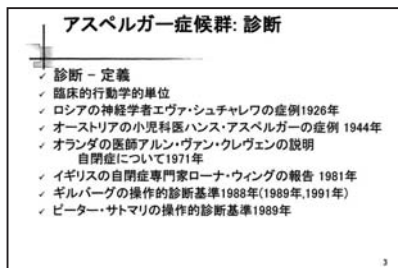 アスペルガー症候群: 診断
✓ 診断 − 定義
✓ 臨床的行動学的単位
✓ ロシアの神経学者エヴァ・シュチャレワの症例1926年
✓ オーストリアの小児科医ハンス・アスペルガーの症例 1944年
✓ オランダの医師アルン・ヴァン・クレヴェンの説明
自閉症について1971年
✓ イギリスの自閉症専門家ローナ・ウィングの報告 1981年
✓ ギルバーグの操作的診断基準1988年(1989年,1991年)
✓ ピーター・サトマリの操作的診断基準1989年
3